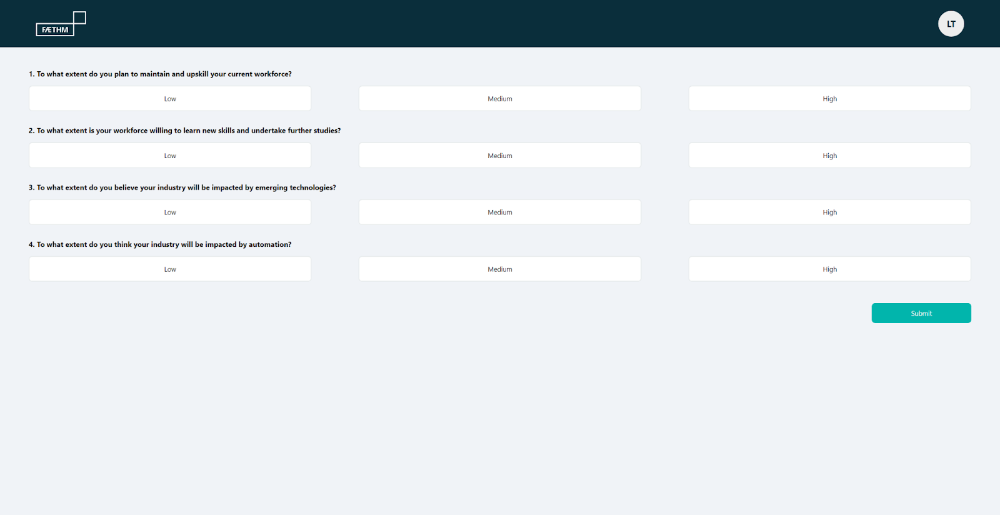 FÆTHM
LT
1. To what extent do you plan to maintain and upskill your current workforce?
Low Medium High
2. To what extent is your workforce willing to learn new skills and undertake further studies?
Low Medium High
3. To what extent do you believe your industry will be impacted by emerging technologies?
Low Medium High
4. To what extent do you think your industry will be impacted by automation?
Low Medium High
Submit